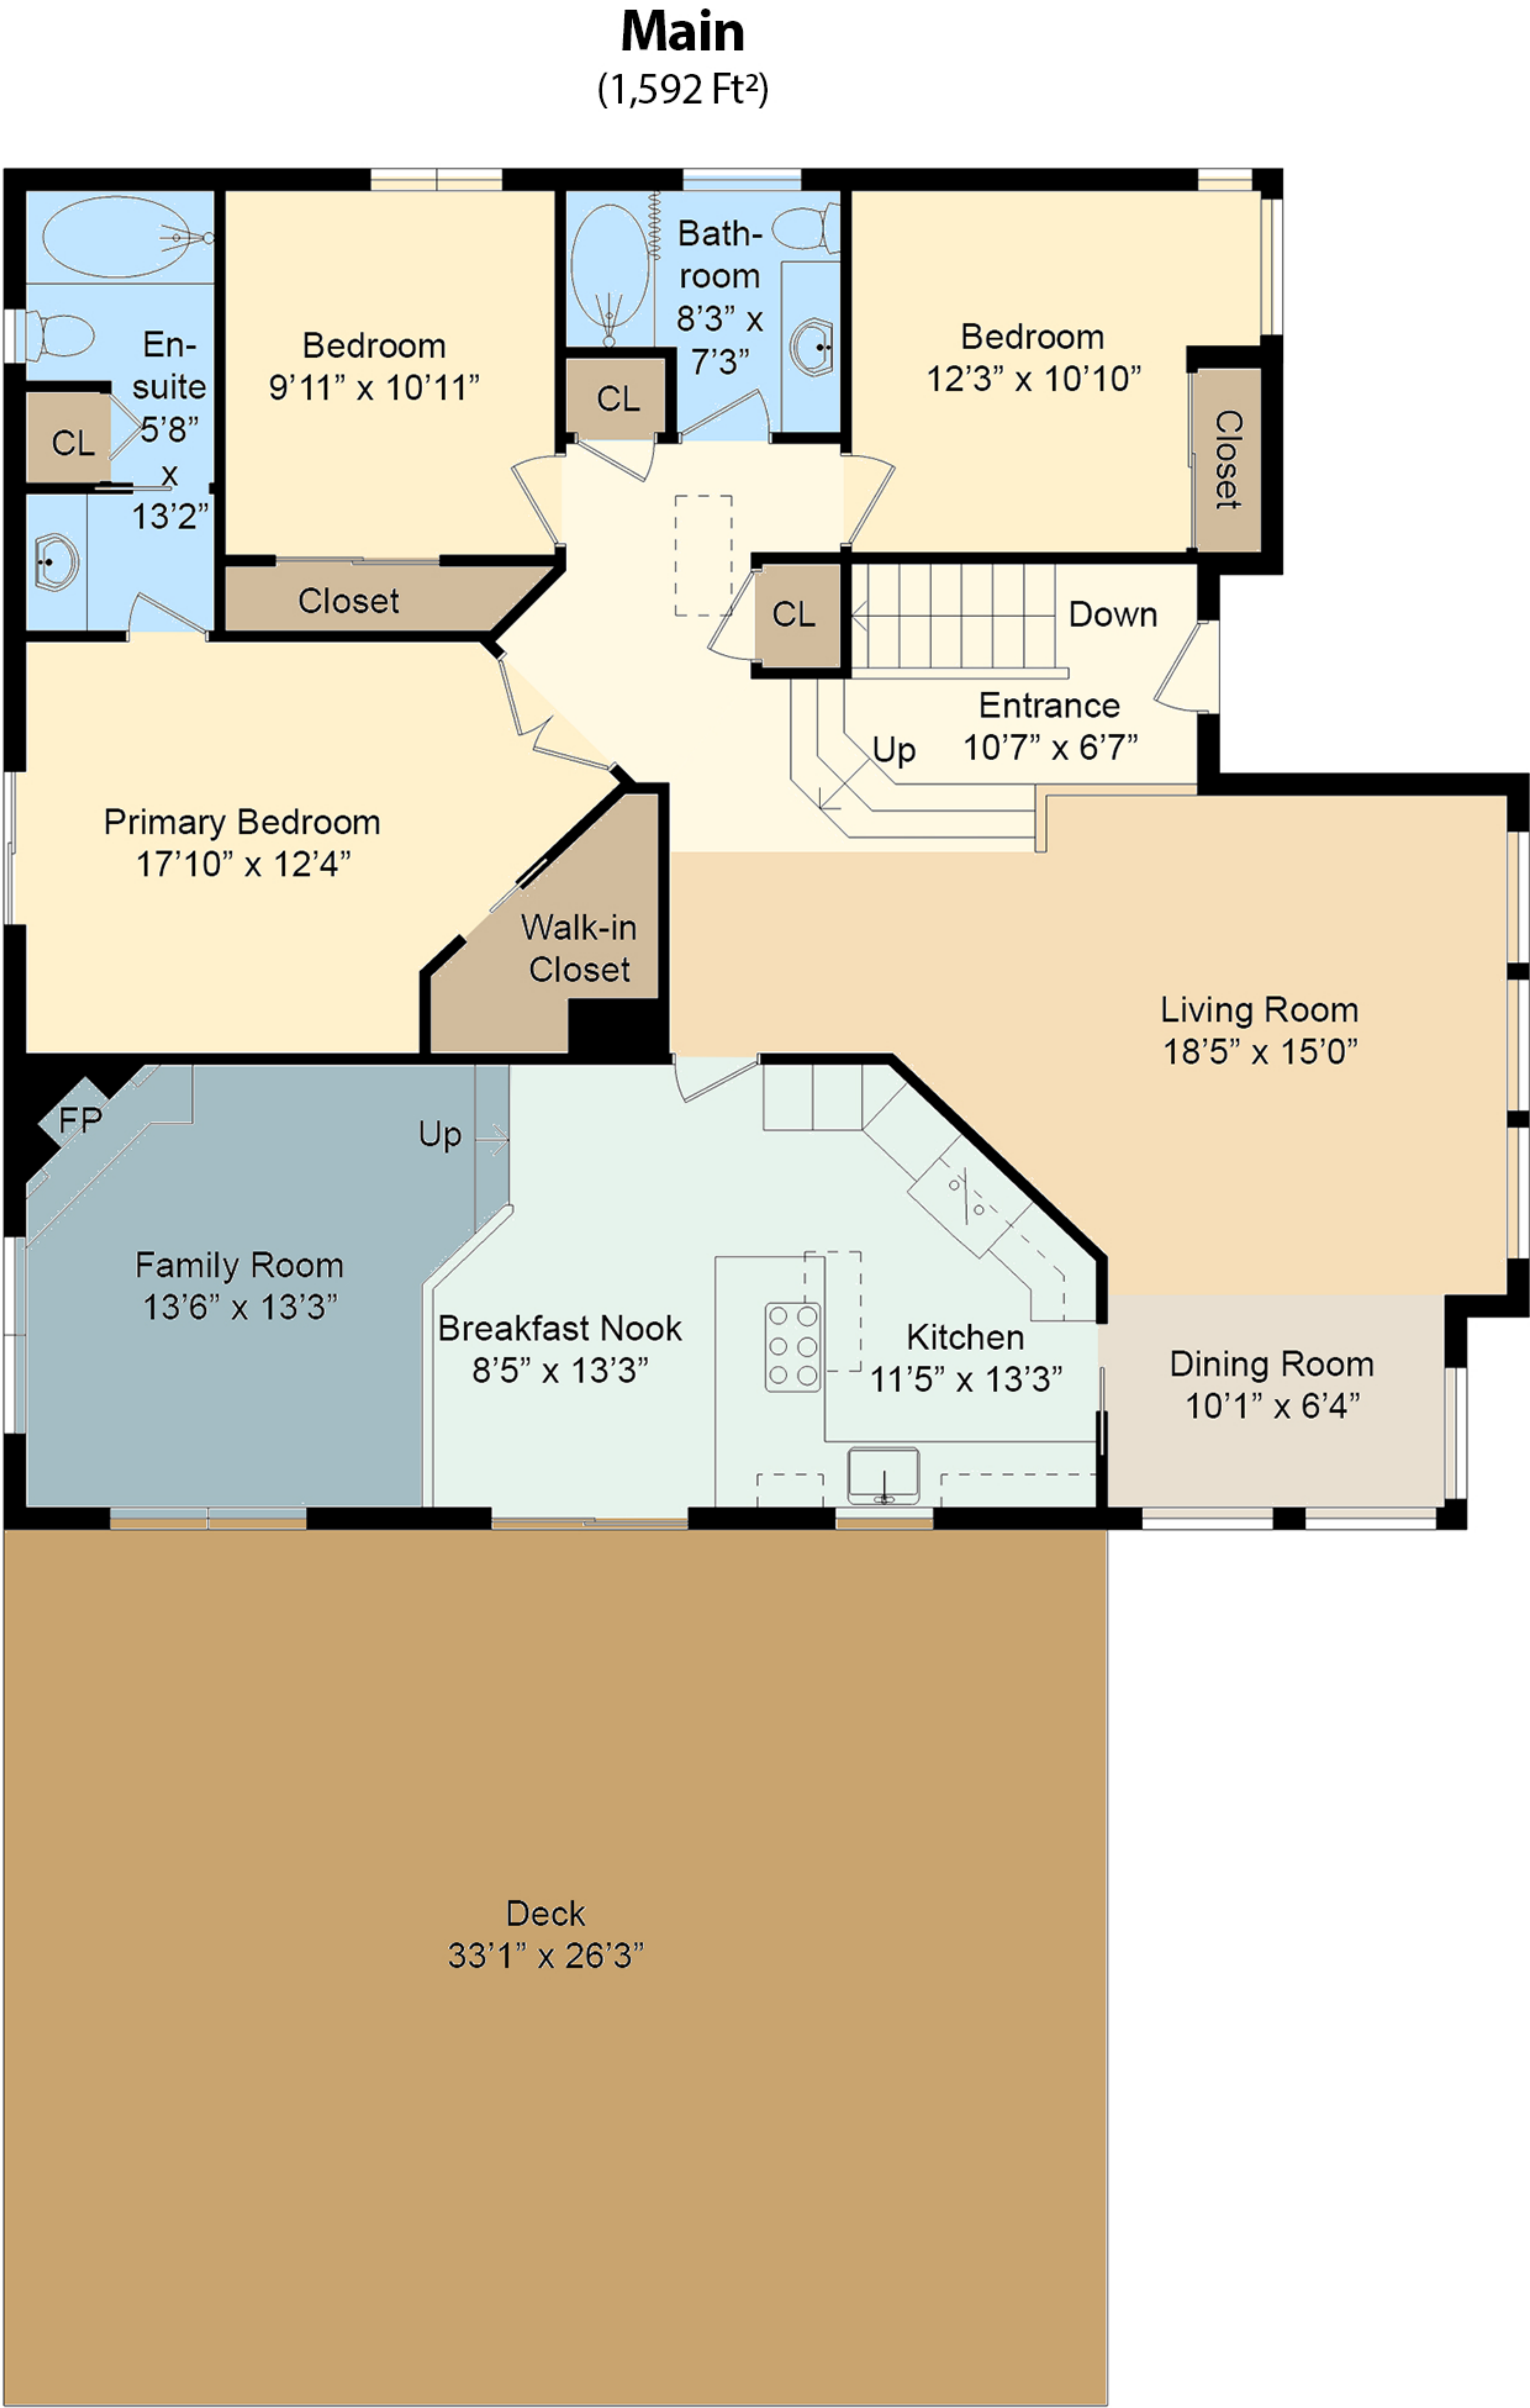 Main
(1,592 Ft²)
En-
suite
5’8”
x
13’2”
CL
Bedroom
9’11” x 10’11”
Closet
Bath-
room
8’3” x
7’3”
CL
Bedroom
12’3” x 10’10”
Closet
CL
Down
Entrance
10’7” x 6’7”
Up
Primary Bedroom
17’10” x 12’4”
Walk-in
Closet
Living Room
18’5” x 15’0”
FP
Up
Family Room
13’6” x 13’3”
Breakfast Nook
8’5” x 13’3”
Kitchen
11’5” x 13’3”
Dining Room
10’1” x 6’4”
Deck
33’1” x 26’3”